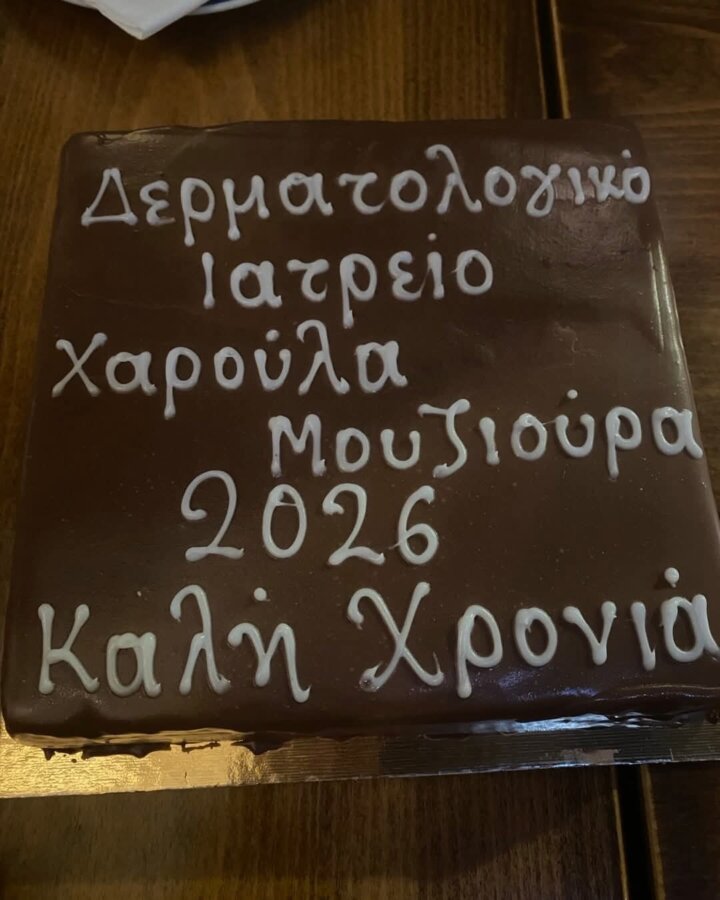 Δερματολογικό
Ιατρείο
Χαρούλα
Μουζιούρα
2026
Καλή Χρονιά